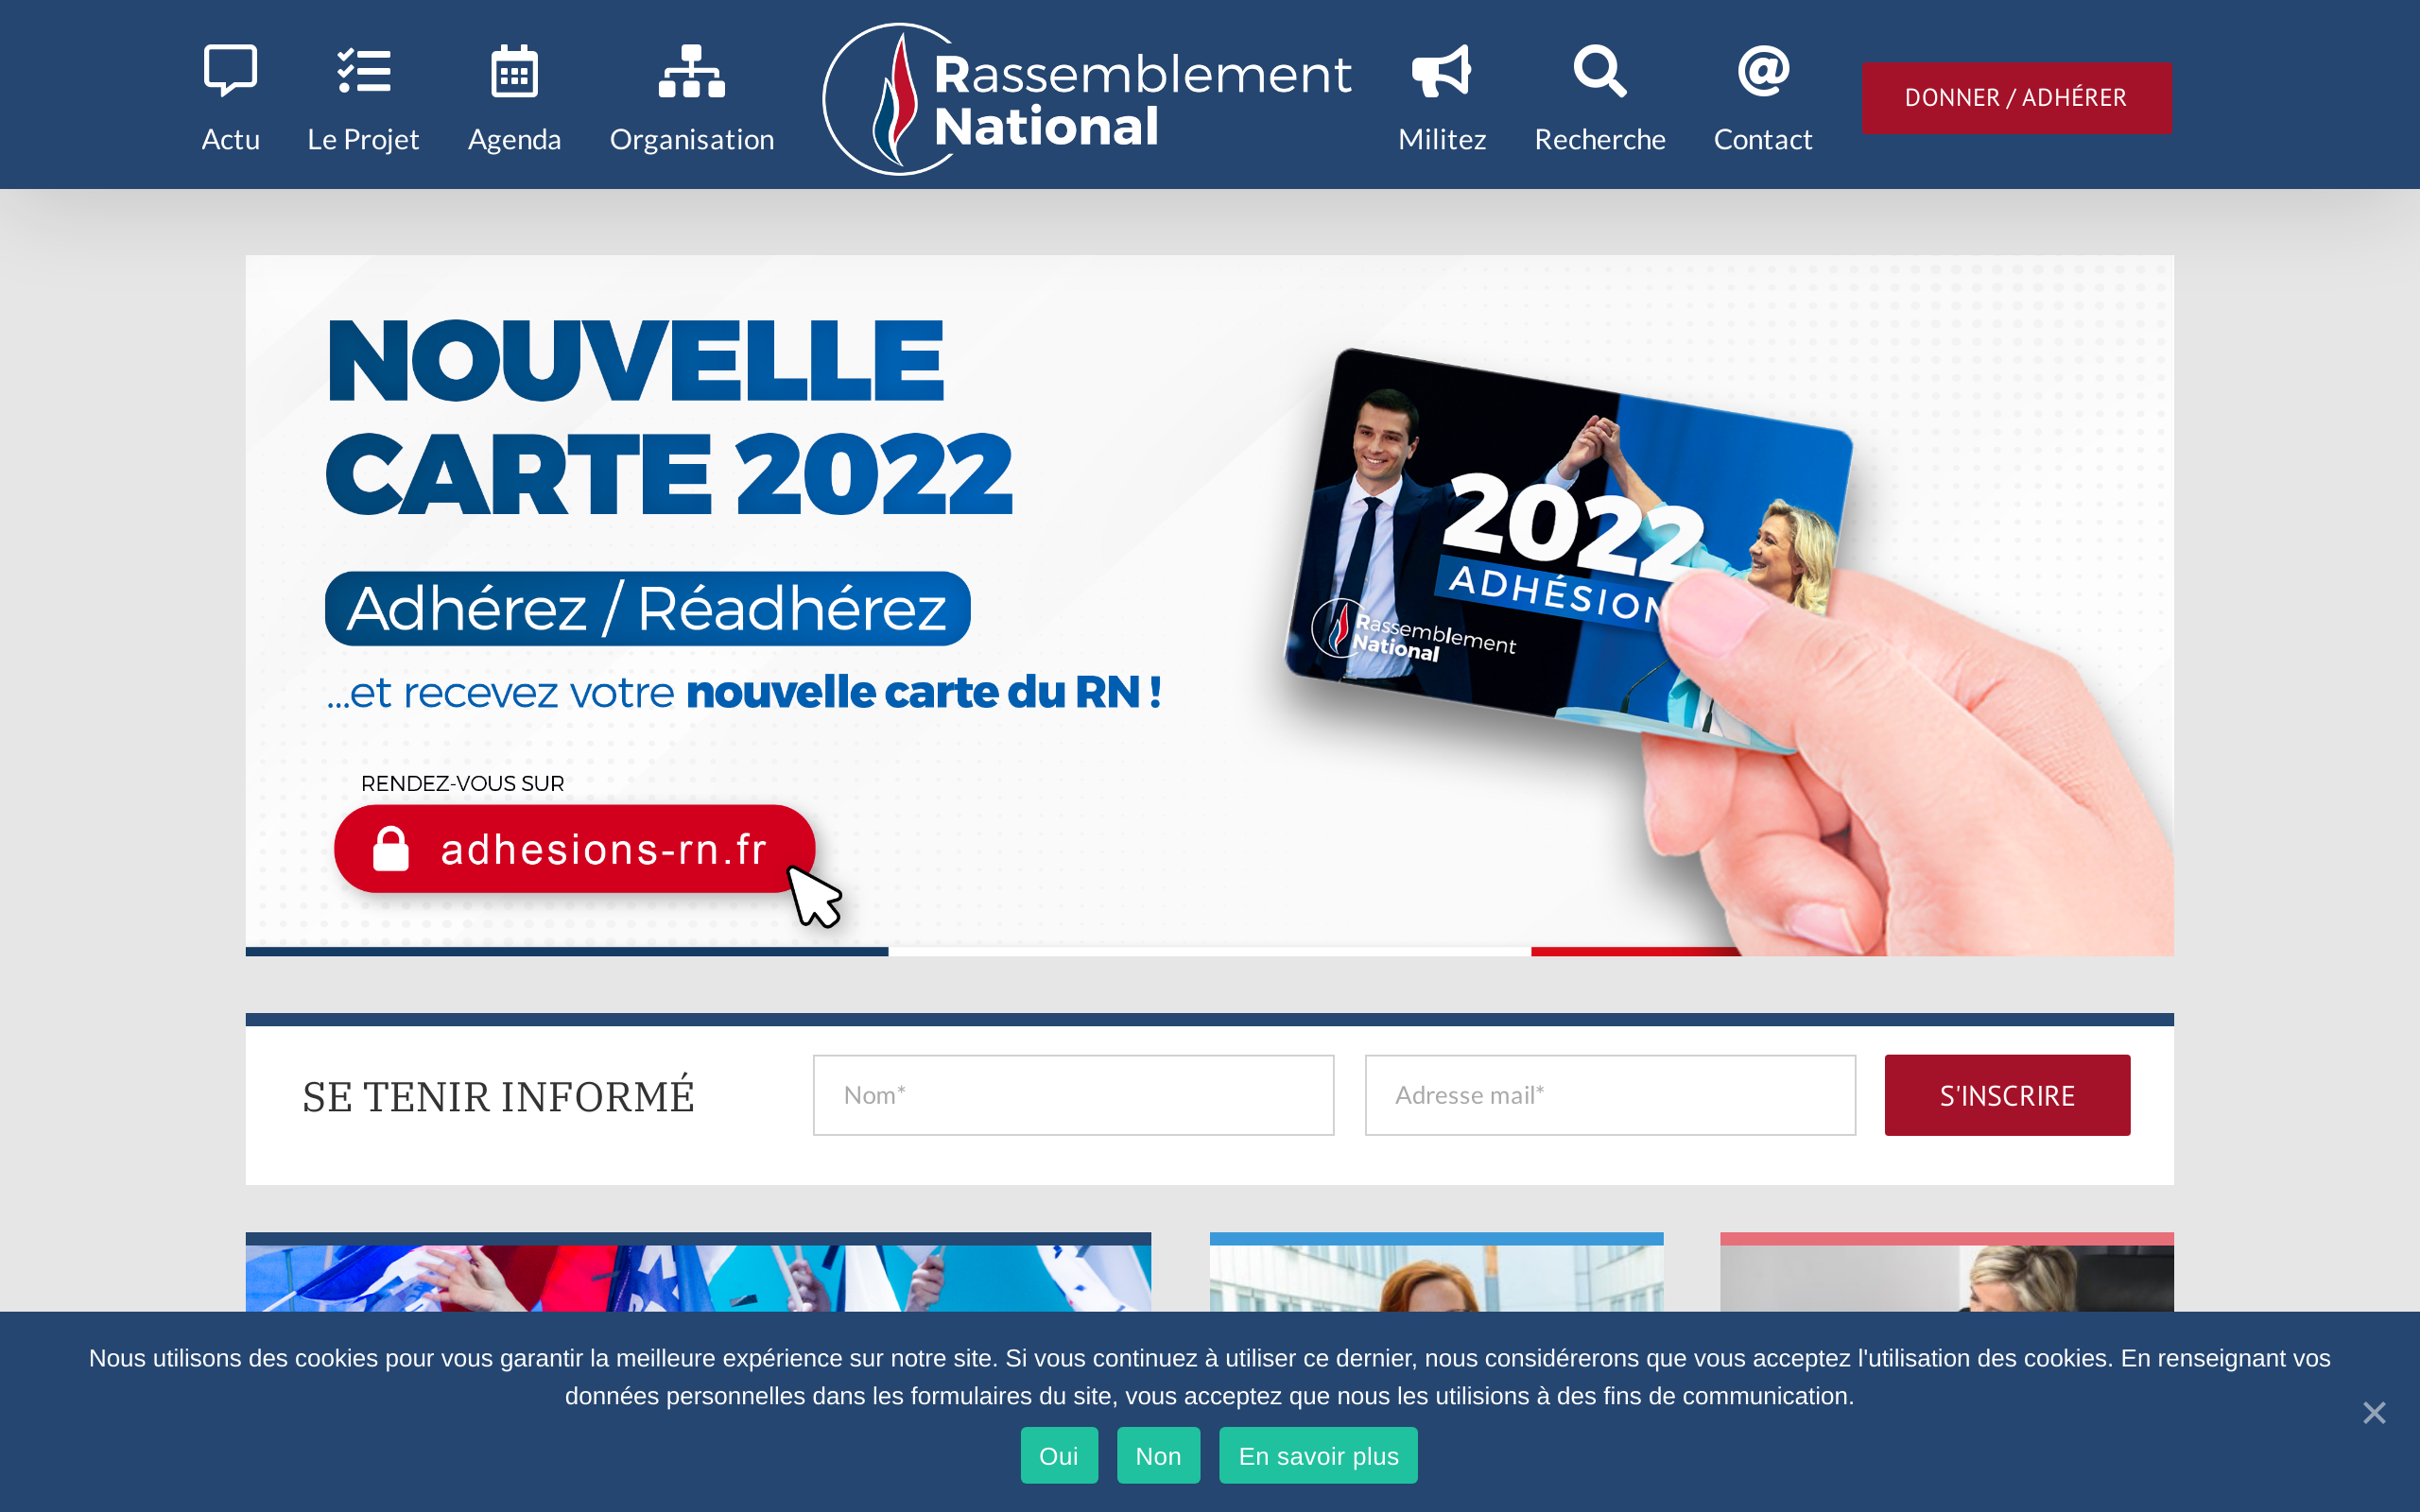 Actu
Le Projet
Agenda
Organisation
Rassemblement
National
Militez
Recherche
Contact
DONNER / ADHÉRER
NOUVELLE
CARTE 2022
Adhérez / Réadhérez
...et recevez votre nouvelle carte du RN !
RENDEZ-VOUS SUR
adhesions-rn.fr
2022
ADHÉSION
Rassemblement
National
SE TENIR INFORMÉ
Nom*
Adresse mail*
S'INSCRIRE
Nous utilisons des cookies pour vous garantir la meilleure expérience sur notre site. Si vous continuez à utiliser ce dernier, nous considérerons que vous acceptez l'utilisation des cookies. En renseignant vos
données personnelles dans les formulaires du site, vous acceptez que nous les utilisions à des fins de communication.
Oui
Non
En savoir plus